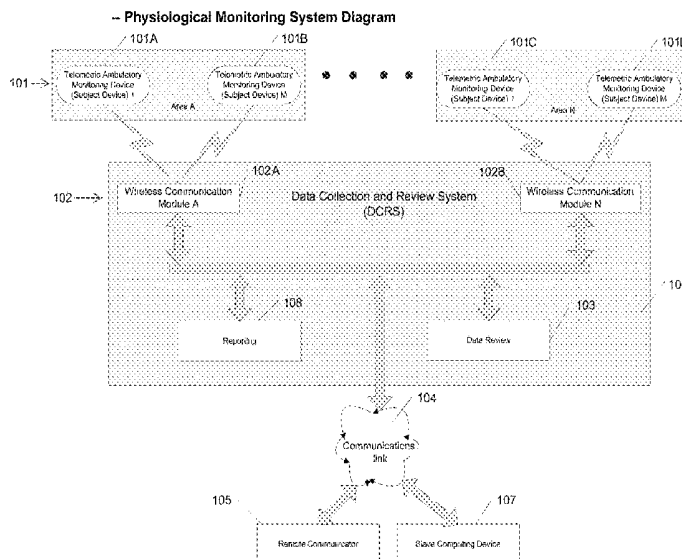 -- Physiological Monitoring System Diagram
101A
101B
101C
101
Telemetric Ambulatory
Monitoring Device
(Subject Device) 1
Telemetric Ambulatory
Monitoring Device
(Subject Device) M
Area A
Telemetric Ambulatory
Monitoring Device
(Subject Device) 1
Telemetric Ambulatory
Monitoring Device
(Subject Device) M
Area N
102
102A
102B
Wireless Communication
Module A
Data Collection and Review System
(DCRS)
Wireless Communication
Module N
108
103
Reporting
Data Review
104
Communications
link
105
107
Remote Communicator
Slave Computing Device